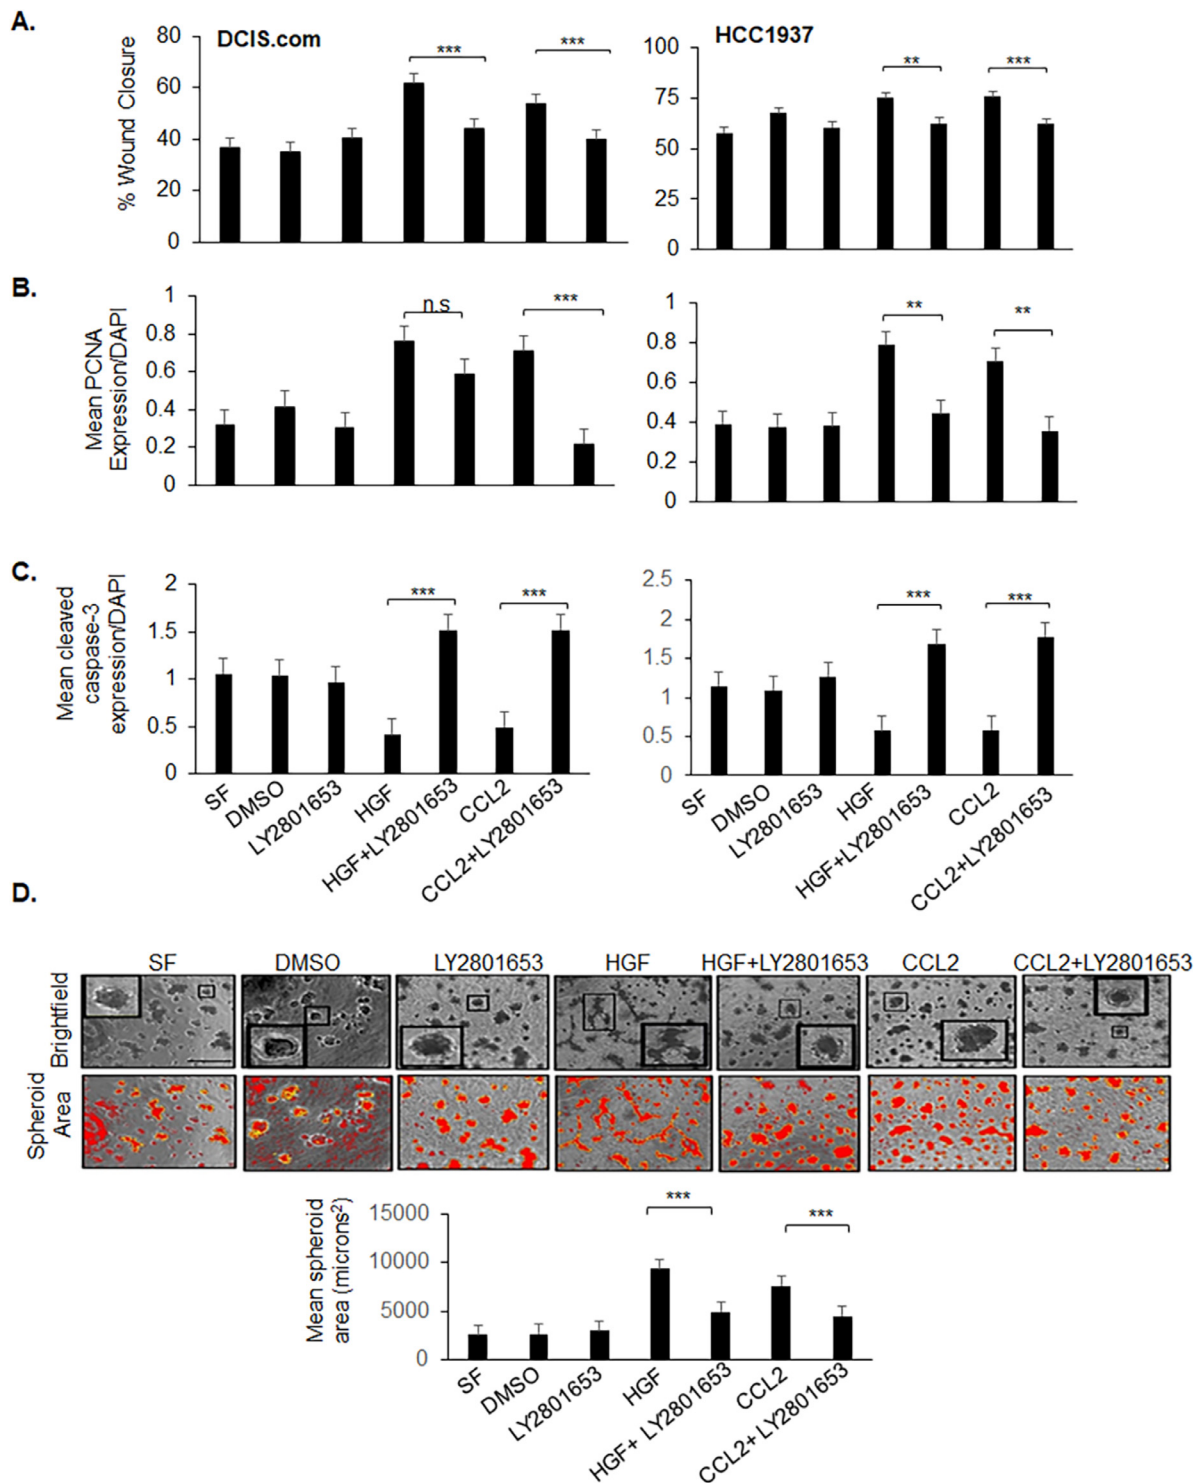 A.
DCIS.com
HCC1937
% Wound Closure
80
60
40
20
0
***
***
100
75
50
25
0
**
***
B.
Mean PCNA
Expression/DAPI
1
0.8
0.6
0.4
0.2
0
n.s
***
1
0.8
0.6
0.4
0.2
0
**
**
C.
Mean cleaved
caspase-3
expression/DAPI
2
1.5
1
0.5
0
***
***
2.5
2
1.5
1
0.5
0
***
***
SF
DMSO
LY2801653
HGF
HGF+LY2801653
CCL2
CCL2+LY2801653
SF
DMSO
LY2801653
HGF
HGF+LY2801653
CCL2
CCL2+LY2801653
D.
SF DMSO LY2801653 HGF HGF+LY2801653 CCL2 CCL2+LY2801653
Brightfield
Spheroid
Area
Mean spheroid
area (microns²)
15000
10000
5000
0
***
***
SF
DMSO
LY2801653
HGF
HGF+ LY2801653
CCL2
CCL2+ LY2801653